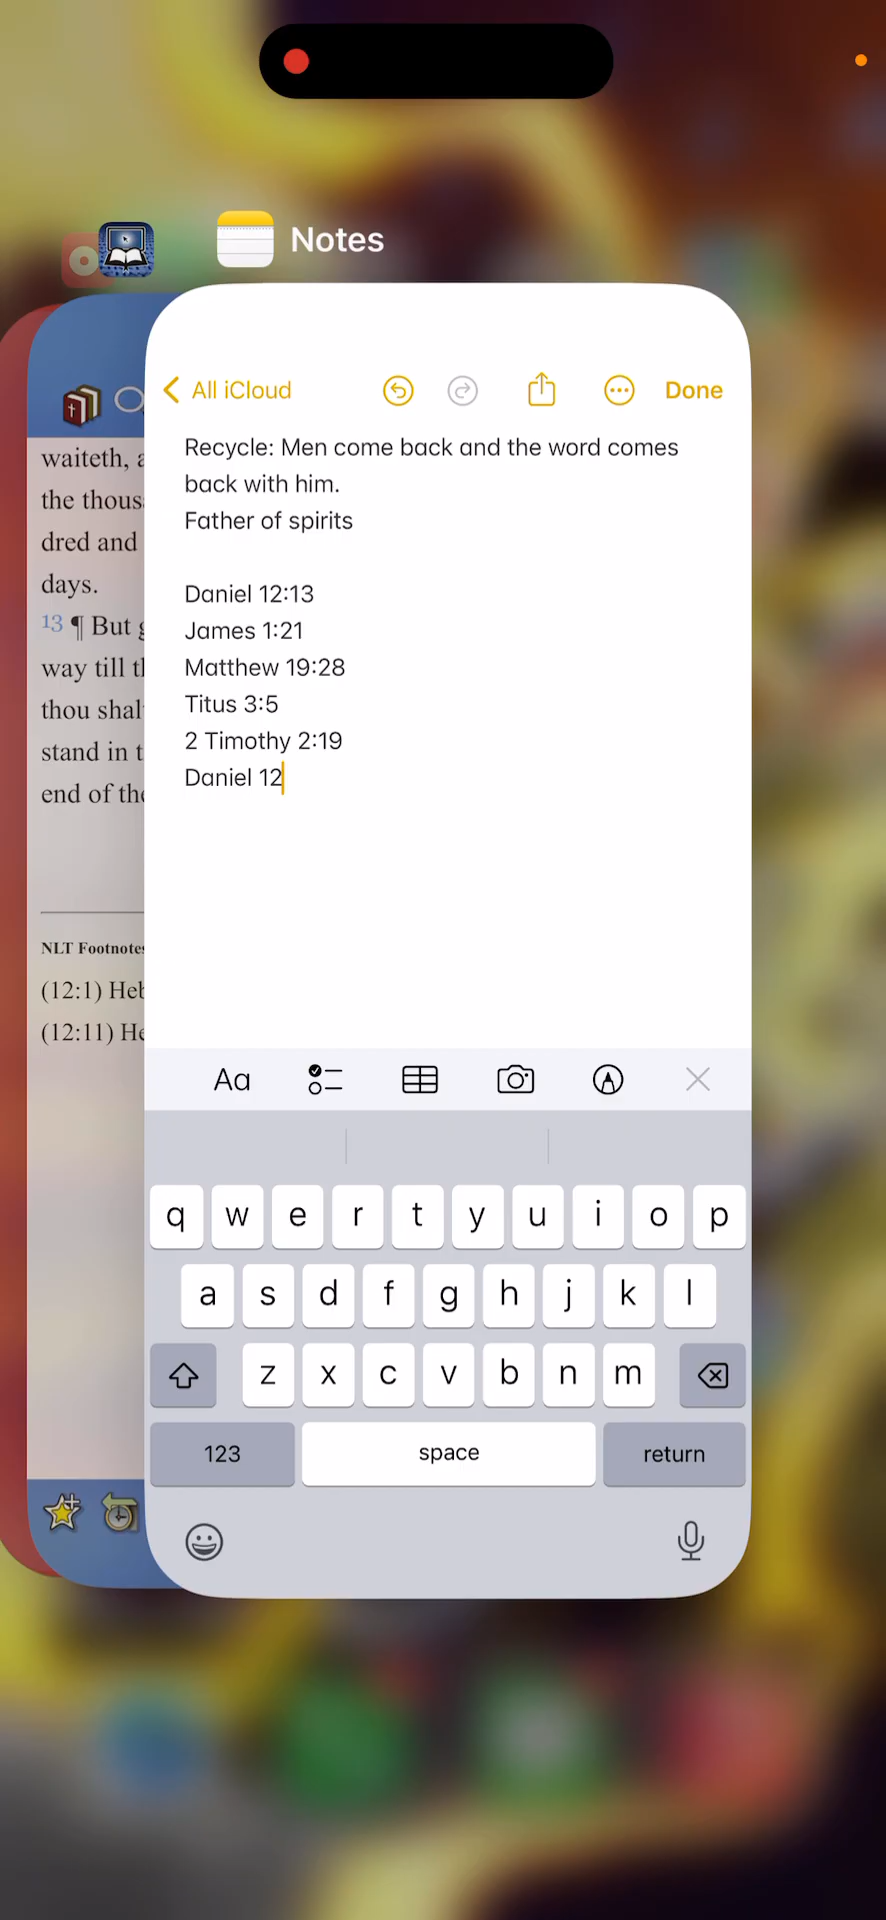 Notes
All iCloud
Done
Recycle: Men come back and the word comes
back with him.
Father of spirits
Daniel 12:13
James 1:21
Matthew 19:28
Titus 3:5
2 Timothy 2:19
Daniel 12
waiteth,
the thous
dred and
days.
13 ¶ But
way till
thou shal
stand in
end of the
NLT Footnotes
(12:1) Heb
(12:11) He
Aa
q w e r t y u i o p
a s d f g h j k l
z x c v b n m
123 space return